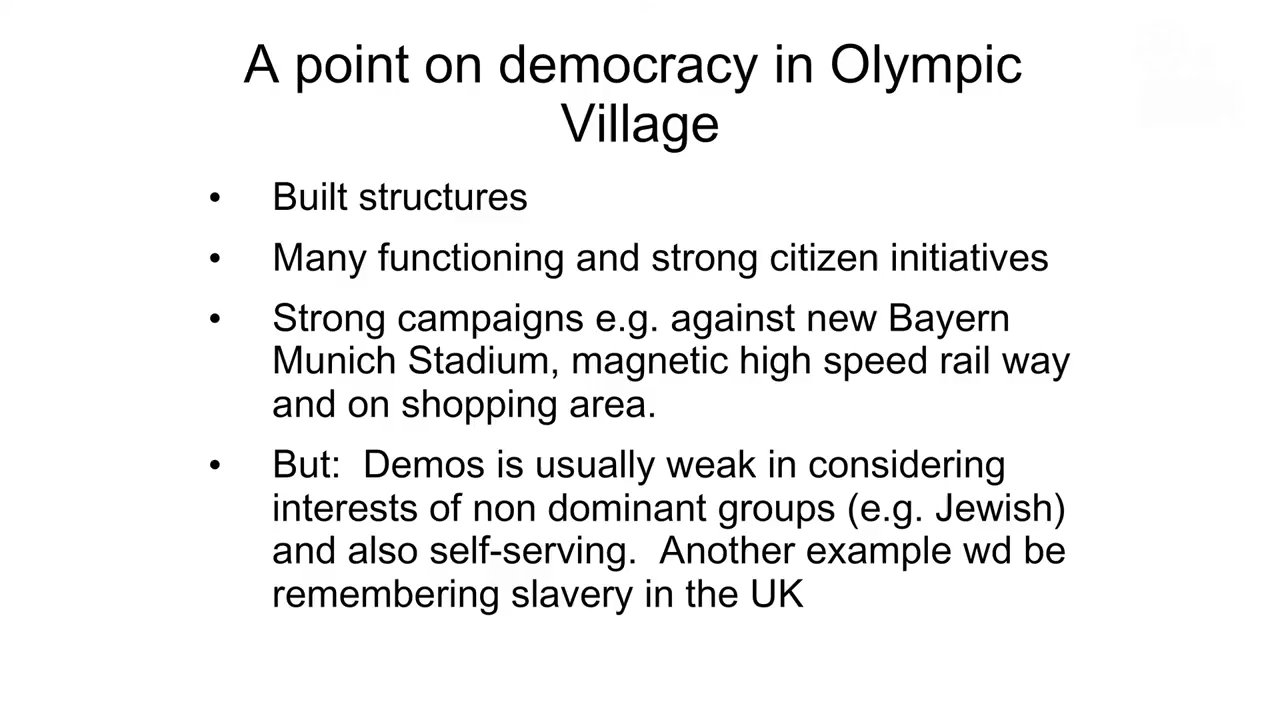 A point on democracy in Olympic
Village
• Built structures
• Many functioning and strong citizen initiatives
• Strong campaigns e.g. against new Bayern
Munich Stadium, magnetic high speed rail way
and on shopping area.
• But: Demos is usually weak in considering
interests of non dominant groups (e.g. Jewish)
and also self-serving. Another example wd be
remembering slavery in the UK